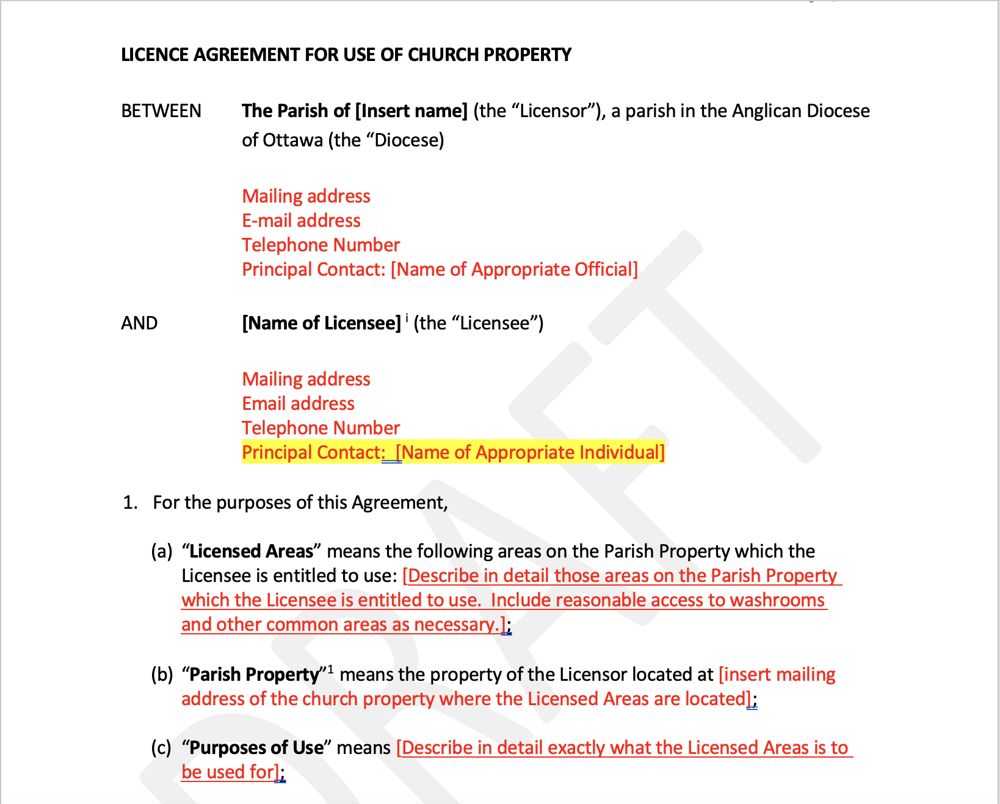 LICENCE AGREEMENT FOR USE OF CHURCH PROPERTY
BETWEEN The Parish of [Insert name] (the “Licensor”), a parish in the Anglican Diocese
of Ottawa (the “Diocese)
Mailing address
E-mail address
Telephone Number
Principal Contact: [Name of Appropriate Official]
AND [Name of Licensee] i (the “Licensee”)
Mailing address
Email address
Telephone Number
Principal Contact:  [Name of Appropriate Individual]
1. For the purposes of this Agreement,
(a) “Licensed Areas” means the following areas on the Parish Property which the
Licensee is entitled to use: [Describe in detail those areas on the Parish Property
which the Licensee is entitled to use.  Include reasonable access to washrooms
and other common areas as necessary.];
(b) “Parish Property”1 means the property of the Licensor located at [insert mailing
address of the church property where the Licensed Areas are located];
(c) “Purposes of Use” means [Describe in detail exactly what the Licensed Areas is to
be used for];
DRAFT